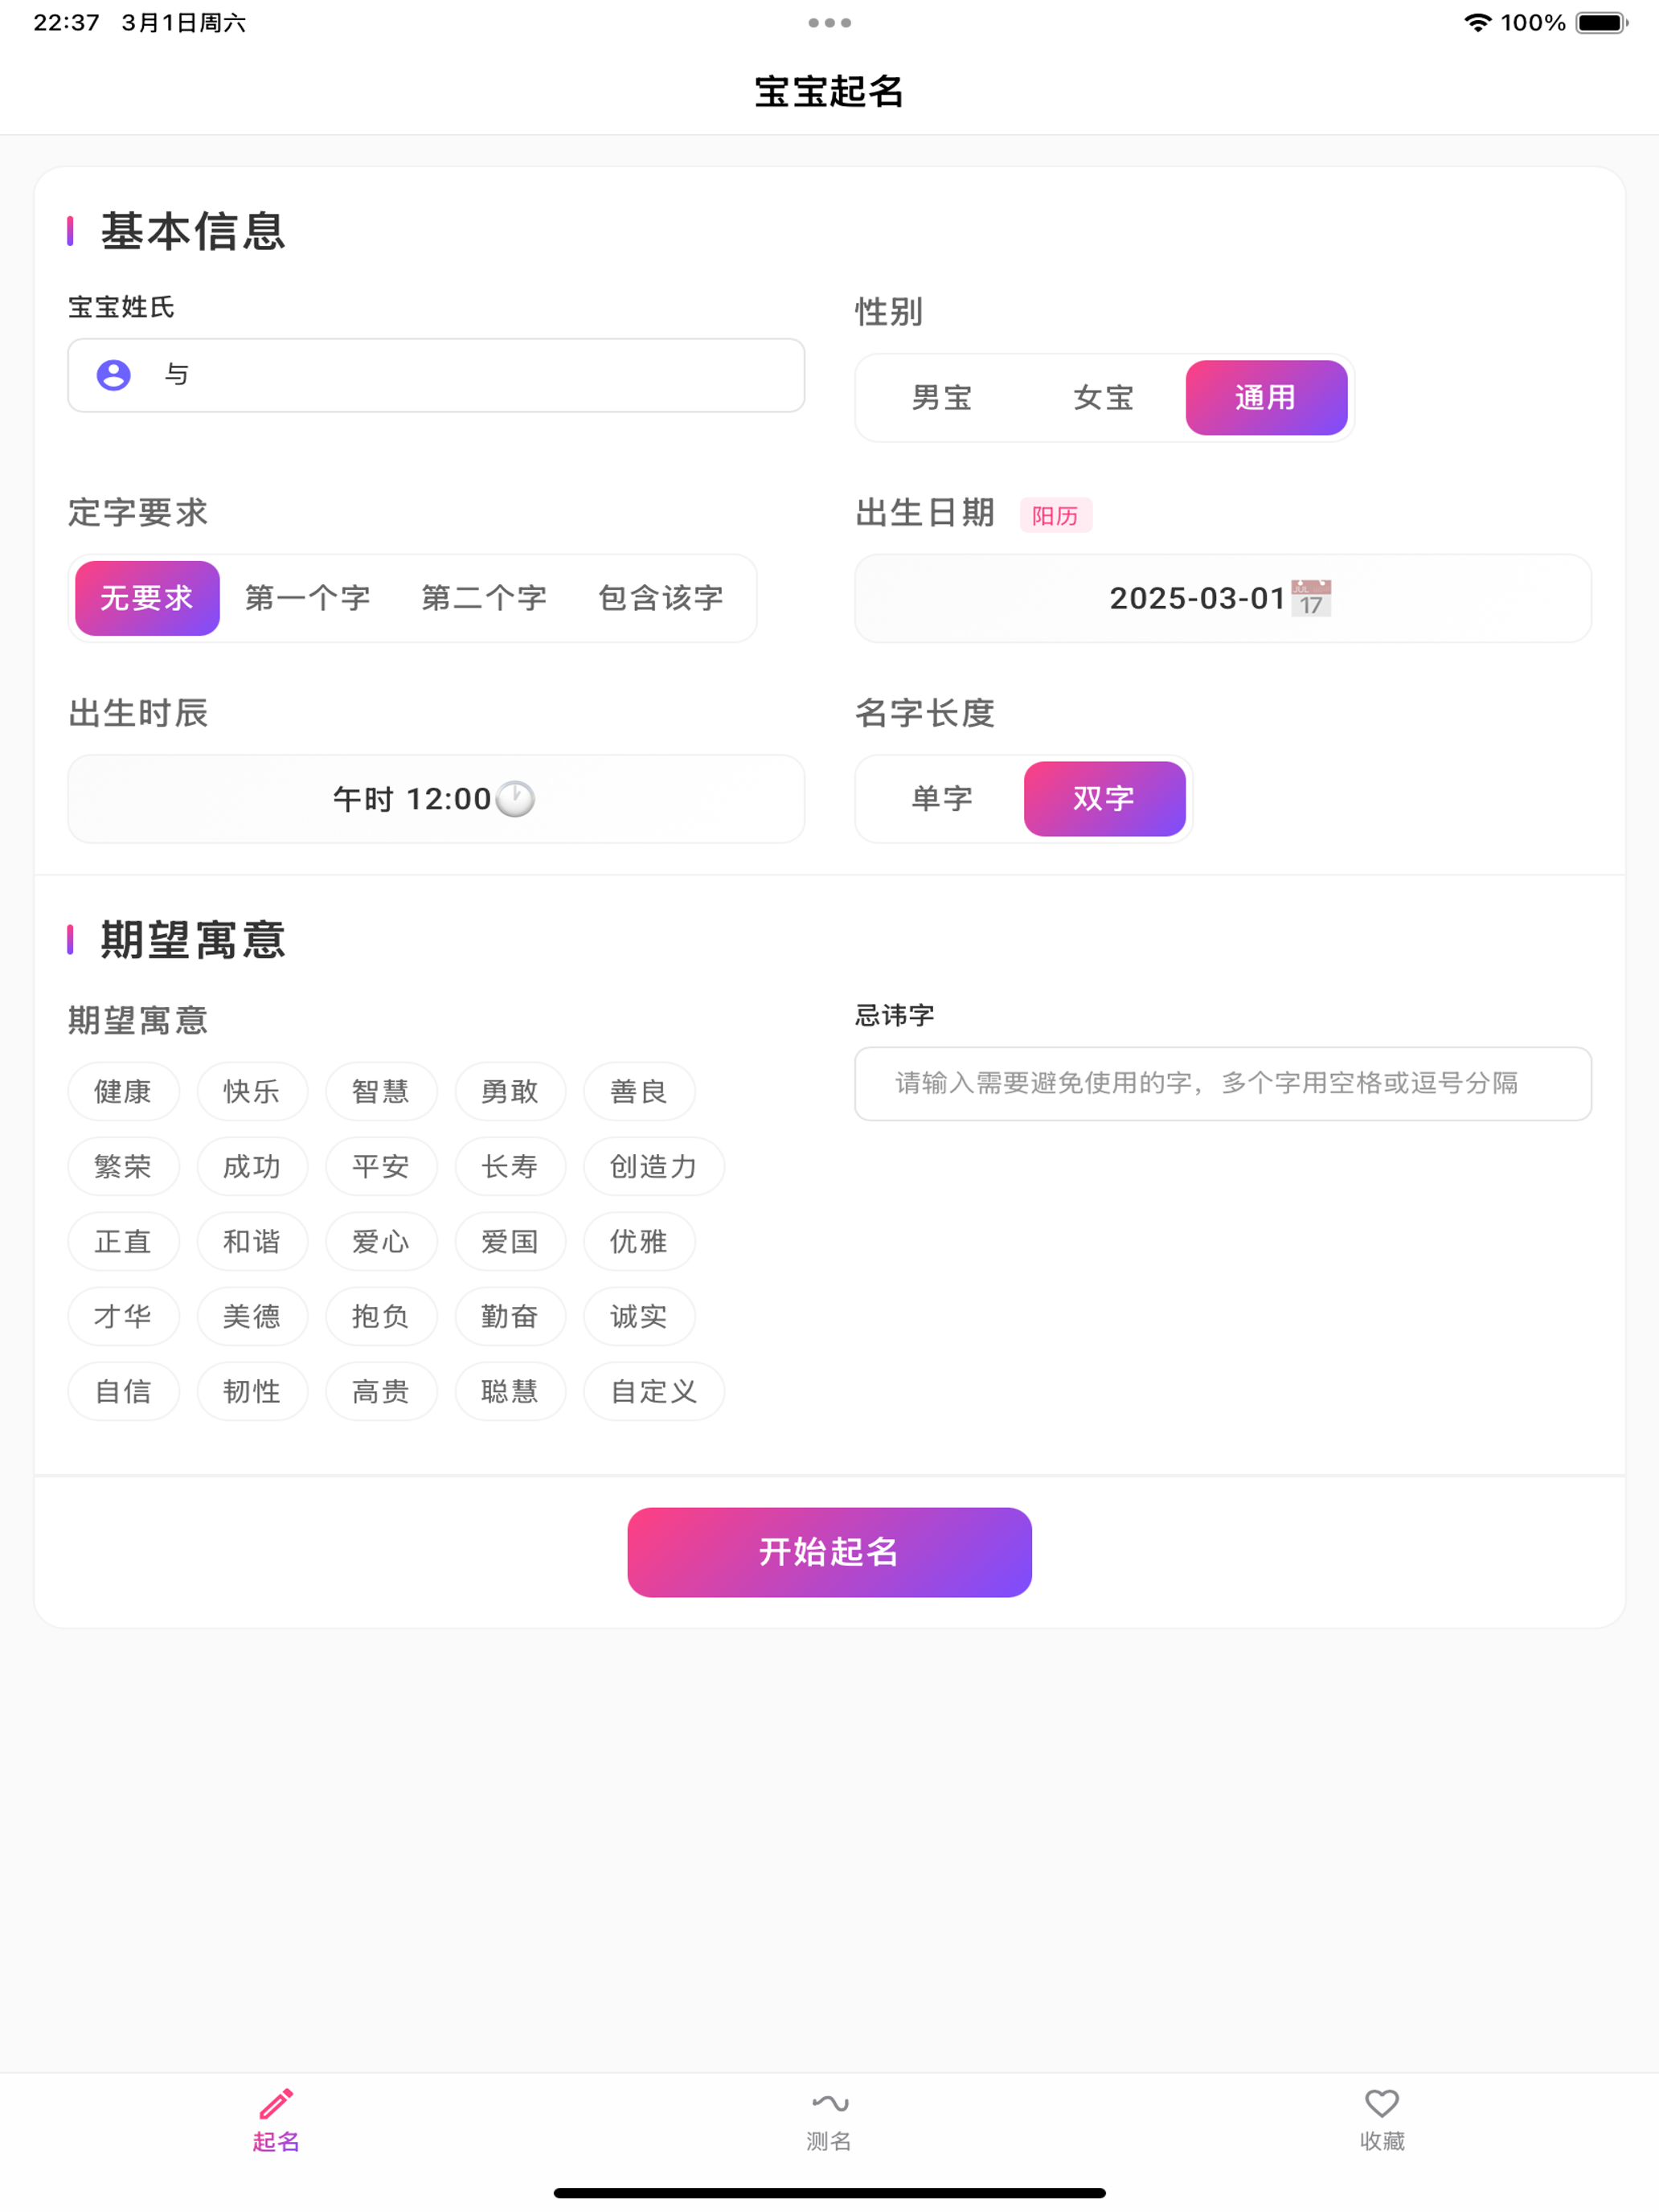 22:37 3月1日周六
100%
宝宝起名
基本信息
宝宝姓氏
与
性别
男宝 女宝 通用
定字要求
无要求 第一个字 第二个字 包含该字
出生日期 阳历
2025-03-01
JUL
17
出生时辰
午时 12:00
名字长度
单字 双字
期望寓意
期望寓意
健康 快乐 智慧 勇敢 善良
繁荣 成功 平安 长寿 创造力
正直 和谐 爱心 爱国 优雅
才华 美德 抱负 勤奋 诚实
自信 韧性 高贵 聪慧 自定义
忌讳字
请输入需要避免使用的字，多个字用空格或逗号分隔
开始起名
起名 测名 收藏